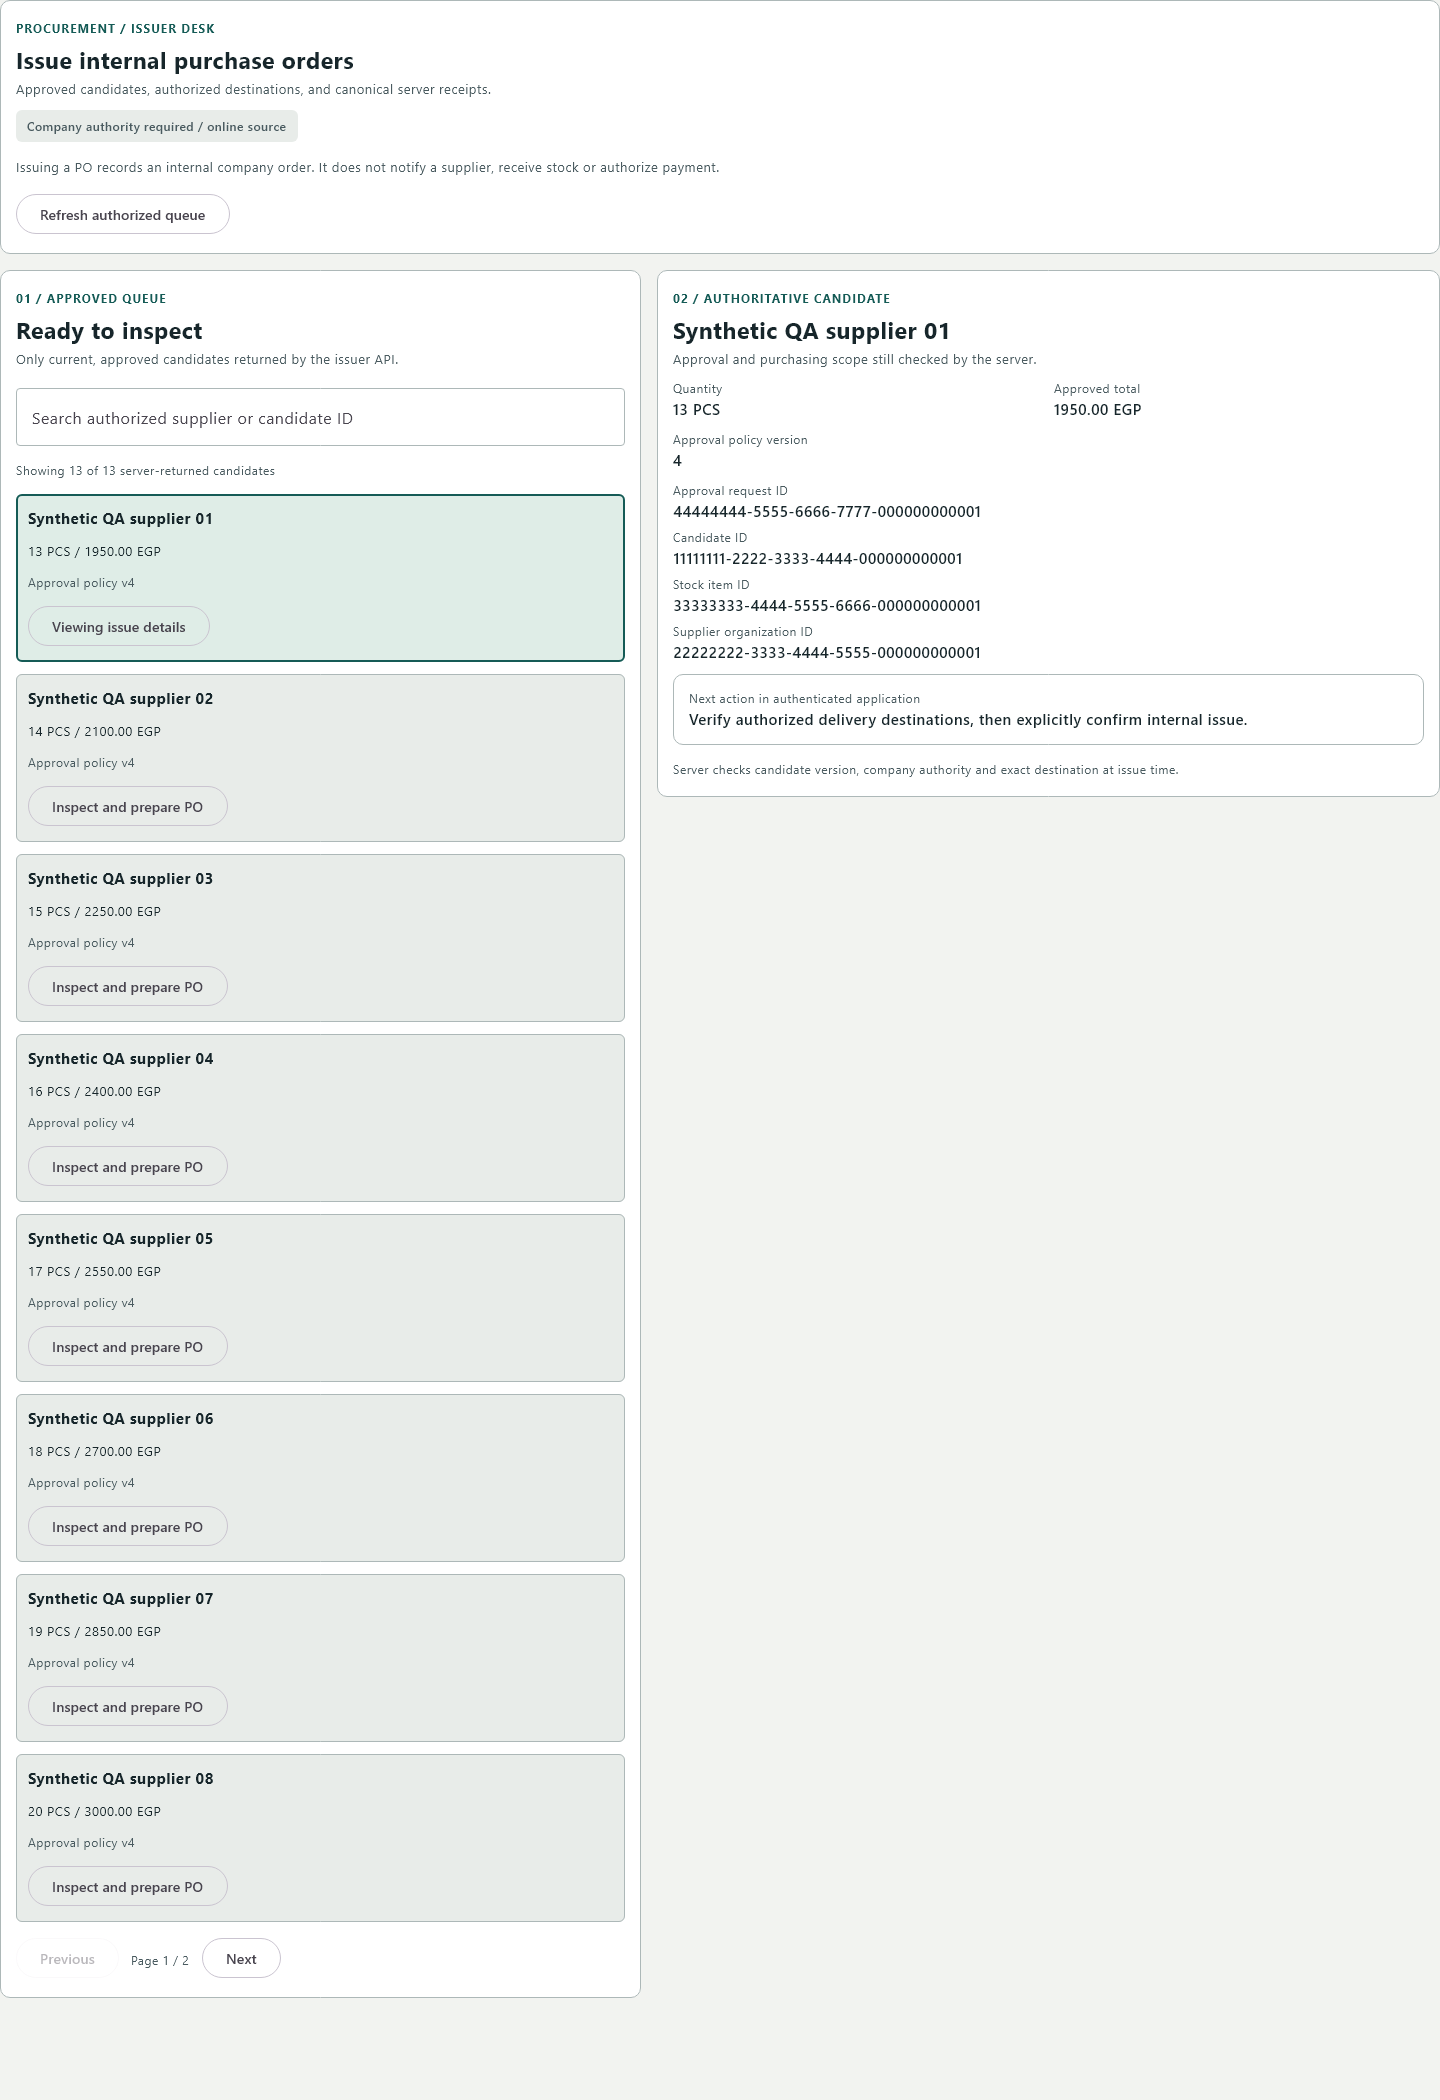 PROCUREMENT / ISSUER DESK
Issue internal purchase orders
Approved candidates, authorized destinations, and canonical server receipts.
Company authority required / online source
Issuing a PO records an internal company order. It does not notify a supplier, receive stock or authorize payment.
Refresh authorized queue
01 / APPROVED QUEUE
Ready to inspect
Only current, approved candidates returned by the issuer API.
Search authorized supplier or candidate ID
Showing 13 of 13 server-returned candidates
Synthetic QA supplier 01
13 PCS / 1950.00 EGP
Approval policy v4
Viewing issue details
Synthetic QA supplier 02
14 PCS / 2100.00 EGP
Approval policy v4
Inspect and prepare PO
Synthetic QA supplier 03
15 PCS / 2250.00 EGP
Approval policy v4
Inspect and prepare PO
Synthetic QA supplier 04
16 PCS / 2400.00 EGP
Approval policy v4
Inspect and prepare PO
Synthetic QA supplier 05
17 PCS / 2550.00 EGP
Approval policy v4
Inspect and prepare PO
Synthetic QA supplier 06
18 PCS / 2700.00 EGP
Approval policy v4
Inspect and prepare PO
Synthetic QA supplier 07
19 PCS / 2850.00 EGP
Approval policy v4
Inspect and prepare PO
Synthetic QA supplier 08
20 PCS / 3000.00 EGP
Approval policy v4
Inspect and prepare PO
Previous Page 1 / 2 Next
02 / AUTHORITATIVE CANDIDATE
Synthetic QA supplier 01
Approval and purchasing scope still checked by the server.
Quantity
13 PCS
Approved total
1950.00 EGP
Approval policy version
4
Approval request ID
44444444-5555-6666-7777-000000000001
Candidate ID
11111111-2222-3333-4444-000000000001
Stock item ID
33333333-4444-5555-6666-000000000001
Supplier organization ID
22222222-3333-4444-5555-000000000001
Next action in authenticated application
Verify authorized delivery destinations, then explicitly confirm internal issue.
Server checks candidate version, company authority and exact destination at issue time.